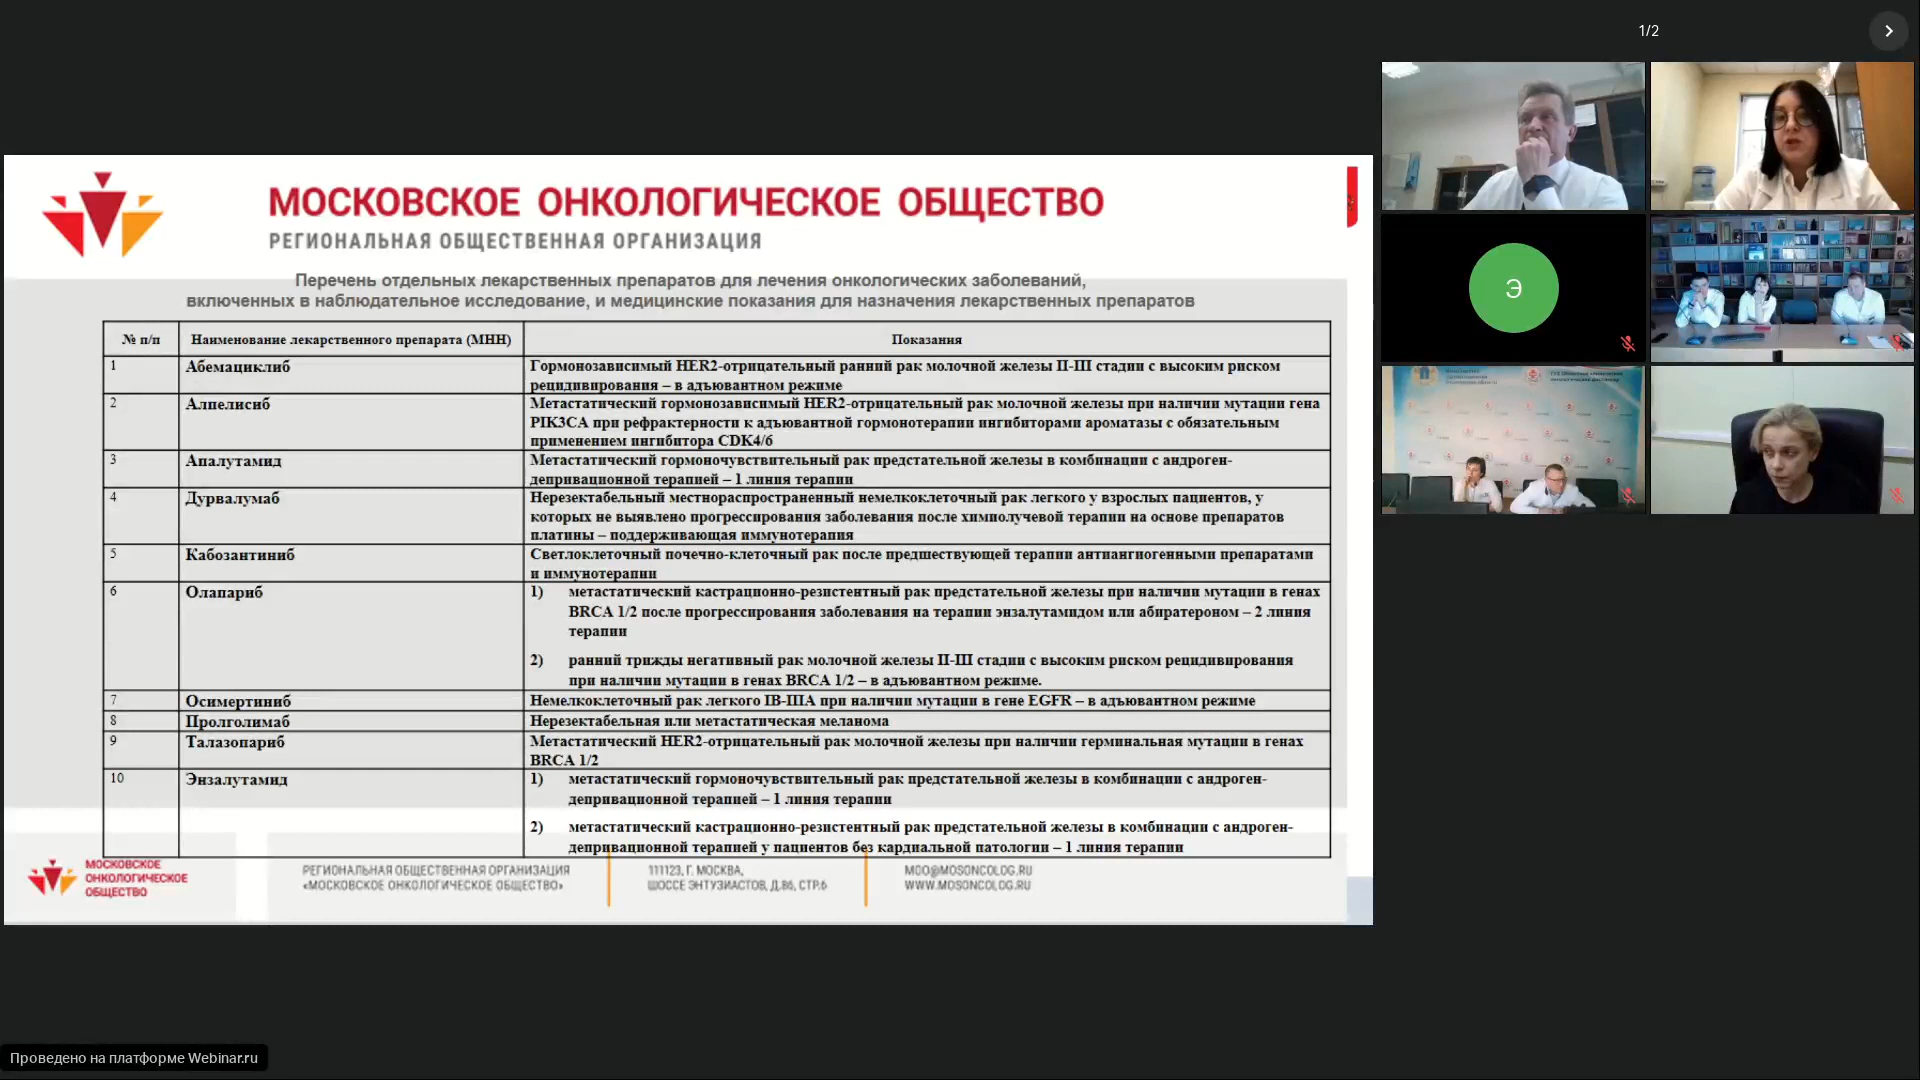 1/2
МОСКОВСКОЕ ОНКОЛОГИЧЕСКОЕ ОБЩЕСТВО
РЕГИОНАЛЬНАЯ ОБЩЕСТВЕННАЯ ОРГАНИЗАЦИЯ
Перечень отдельных лекарственных препаратов для лечения онкологических заболеваний,
включенных в наблюдательное исследование, и медицинские показания для назначения лекарственных препаратов
№ п/п Наименование лекарственного препарата (МНН) Показания
1 Абемациклиб Гормонозависимый HER2-отрицательный ранний рак молочной железы II-III стадии с высоким риском
рецидивирования – в адъювантном режиме
2 Алпелисиб Метастатический гормонозависимый HER2-отрицательный рак молочной железы при наличии мутации гена
PIK3CA при рефрактерности к адъювантной гормонотерапии ингибиторами ароматазы с обязательным
применением ингибитора CDK4/6
3 Апалутамид Метастатический гормоночувствительный рак предстательной железы в комбинации с андроген-
депривационной терапией – 1 линия терапии
4 Дурвалумаб Нерезектабельный местнораспространенный немелкоклеточный рак легкого у взрослых пациентов, у
которых не выявлено прогрессирования заболевания после химиолучевой терапии на основе препаратов
платины – поддерживающая иммунотерапия
5 Кабозантиниб Светлоклеточный почечно-клеточный рак после предшествующей терапии антиангиогенными препаратами
и иммунотерапии
6 Олапариб 1) метастатический кастрационно-резистентный рак предстательной железы при наличии мутации в генах
BRCA 1/2 после прогрессирования заболевания на терапии энзалутамидом или абиратероном – 2 линия
терапии
2) ранний трижды негативный рак молочной железы II-III стадии с высоким риском рецидивирования
при наличии мутации в генах BRCA 1/2 – в адъювантном режиме.
7 Осимертиниб Немелкоклеточный рак легкого IB-IIIA при наличии мутации в гене EGFR – в адъювантном режиме
8 Пролголимаб Нерезектабельная или метастатическая меланома
9 Талазопариб Метастатический HER2-отрицательный рак молочной железы при наличии герминальная мутации в генах
BRCA 1/2
10 Энзалутамид 1) метастатический гормоночувствительный рак предстательной железы в комбинации с андроген-
депривационной терапией – 1 линия терапии
2) метастатический кастрационно-резистентный рак предстательной железы в комбинации с андроген-
депривационной терапией у пациентов без кардиальной патологии – 1 линия терапии
МОСКОВСКОЕ
ОНКОЛОГИЧЕСКОЕ
ОБЩЕСТВО
РЕГИОНАЛЬНАЯ ОБЩЕСТВЕННАЯ ОРГАНИЗАЦИЯ
«МОСКОВСКОЕ ОНКОЛОГИЧЕСКОЕ ОБЩЕСТВО»
111123, Г. МОСКВА,
ШОССЕ ЭНТУЗИАСТОВ, Д.86, СТР.6
MOO@MOSONCOLOG.RU
WWW.MOSONCOLOG.RU
Э
Проведено на платформе Webinar.ru